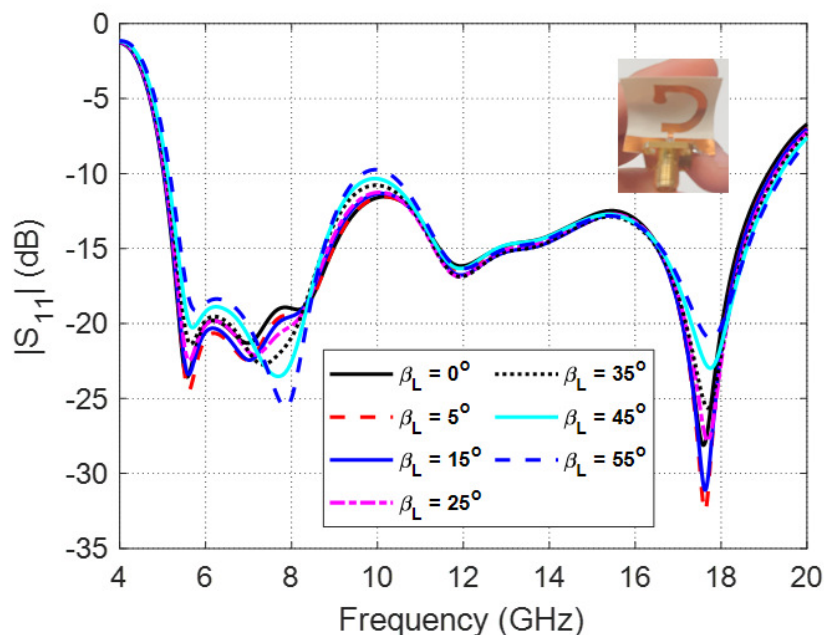 0
-5
-10
-15
-20
-25
-30
-35
|S11| (dB)
βL = 0°
βL = 5°
βL = 15°
βL = 25°
βL = 35°
βL = 45°
βL = 55°
4 6 8 10 12 14 16 18 20
Frequency (GHz)